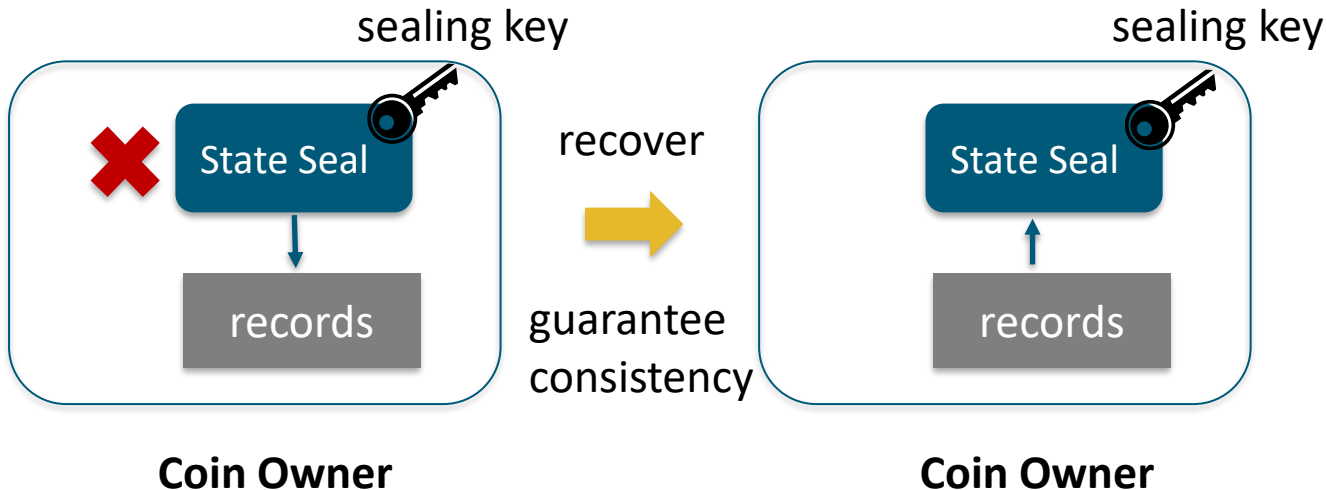 sealing key
State Seal
records
Coin Owner
recover
guarantee
consistency
sealing key
State Seal
records
Coin Owner